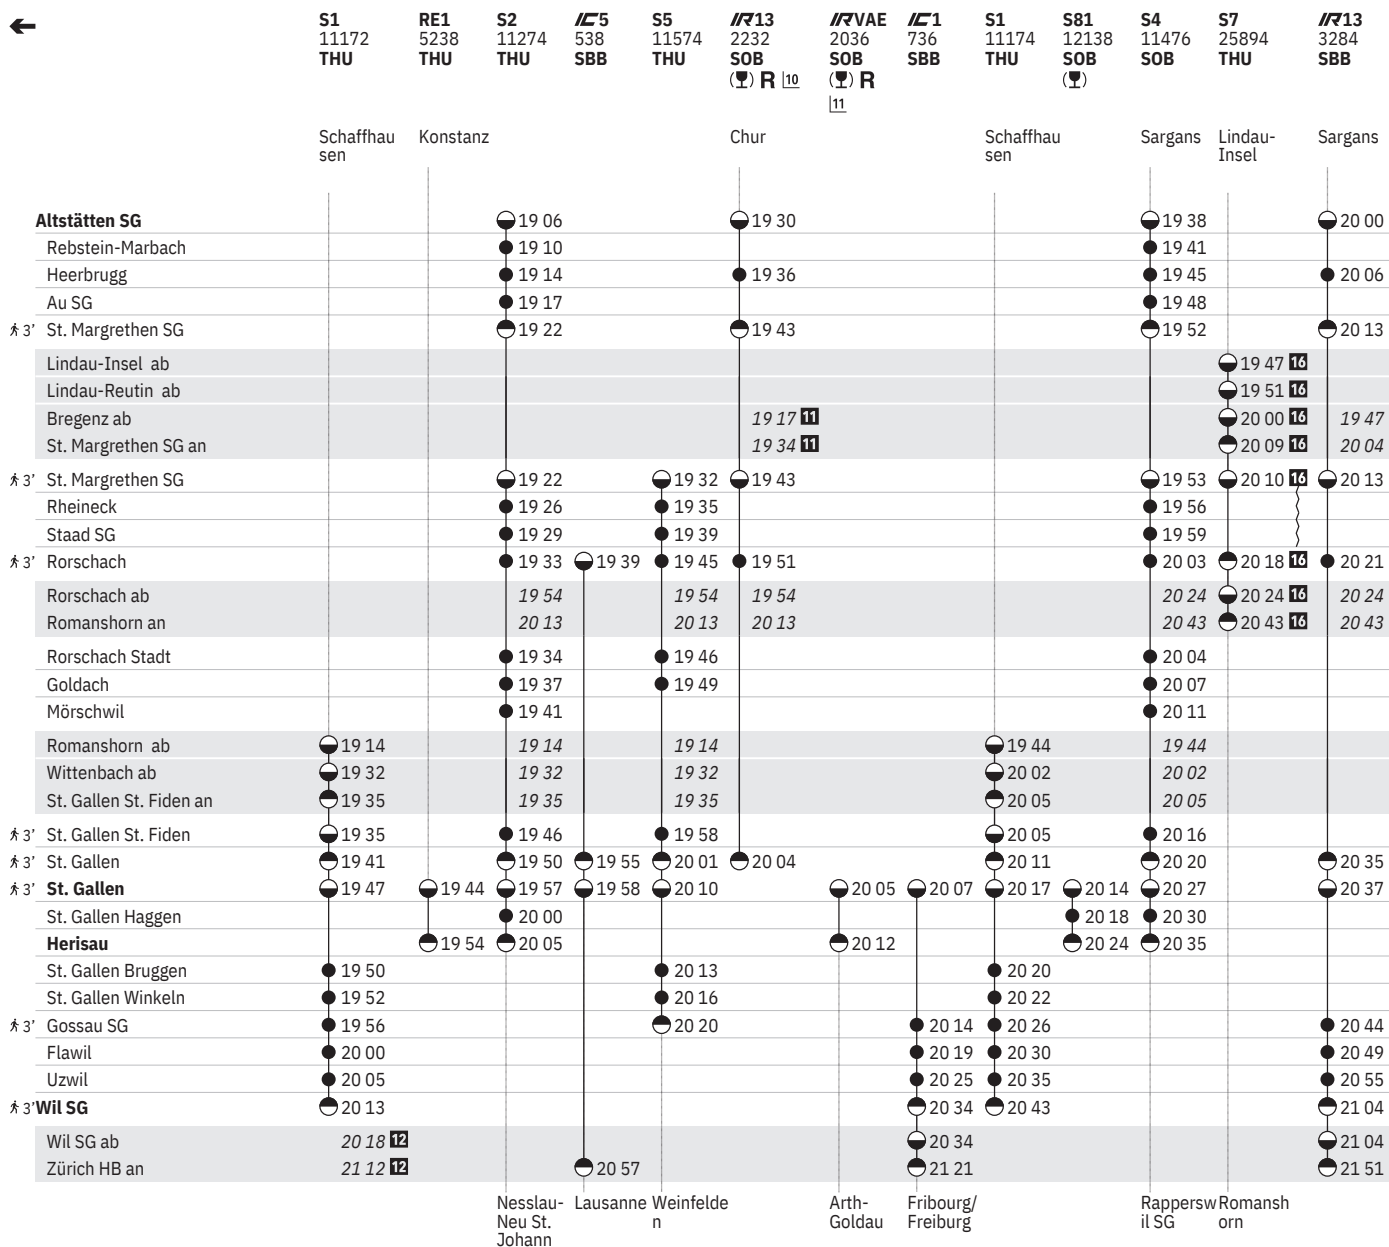 S1 RE1 S2 IC5 S5 IR13 IRVAE IC1 S1 S81 S4 S7 IR13
11172 5238 11274 538 11574 2232 2036 736 11174 12138 11476 25894 3284
THU THU THU SBB THU SOB SOB SBB THU SOB SOB THU SBB
R 10 R
11
Schaffhau Konstanz Chur Schaffhau Sargans Lindau- Sargans
sen sen Insel
Altstätten SG 19 06 19 30 19 38 20 00
Rebstein-Marbach 19 10 19 41
Heerbrugg 19 14 19 36 19 45 20 06
Au SG 19 17 19 48
3’ St. Margrethen SG 19 22 19 43 19 52 20 13
Lindau-Insel ab 19 47 16
Lindau-Reutin ab 19 51 16
Bregenz ab 19 17 11 20 00 16 19 47
St. Margrethen SG an 19 34 11 20 09 16 20 04
3’ St. Margrethen SG 19 22 19 32 19 43 19 53 20 10 16 20 13
Rheineck 19 26 19 35 19 56
Staad SG 19 29 19 39 19 59
3’ Rorschach 19 33 19 39 19 45 19 51 20 03 20 18 16 20 21
Rorschach ab 19 54 19 54 19 54 20 24 20 24 16 20 24
Romanshorn an 20 13 20 13 20 13 20 43 20 43 16 20 43
Rorschach Stadt 19 34 19 46 20 04
Goldach 19 37 19 49 20 07
Mörschwil 19 41 20 11
Romanshorn ab 19 14 19 14 19 14 19 44 19 44
Wittenbach ab 19 32 19 32 19 32 20 02 20 02
St. Gallen St. Fiden an 19 35 19 35 19 35 20 05 20 05
3’ St. Gallen St. Fiden 19 35 19 46 19 58 20 05 20 16
3’ St. Gallen 19 41 19 50 19 55 20 01 20 04 20 11 20 20 20 35
3’ St. Gallen 19 47 19 44 19 57 19 58 20 10 20 05 20 07 20 17 20 14 20 27 20 37
St. Gallen Haggen 20 00 20 18 20 30
Herisau 19 54 20 05 20 12 20 24 20 35
St. Gallen Bruggen 19 50 20 13 20 20
St. Gallen Winkeln 19 52 20 16 20 22
3’ Gossau SG 19 56 20 20 20 14 20 26 20 44
Flawil 20 00 20 19 20 30 20 49
Uzwil 20 05 20 25 20 35 20 55
3’ Wil SG 20 13 20 34 20 43 21 04
Wil SG ab 20 18 12 20 34 21 04
Zürich HB an 21 12 12 20 57 21 21 21 51
Nesslau- Lausanne Weinfelde Arth- Fribourg/ Rappersw Romansh
Neu St. n Goldau Freiburg il SG orn
Johann